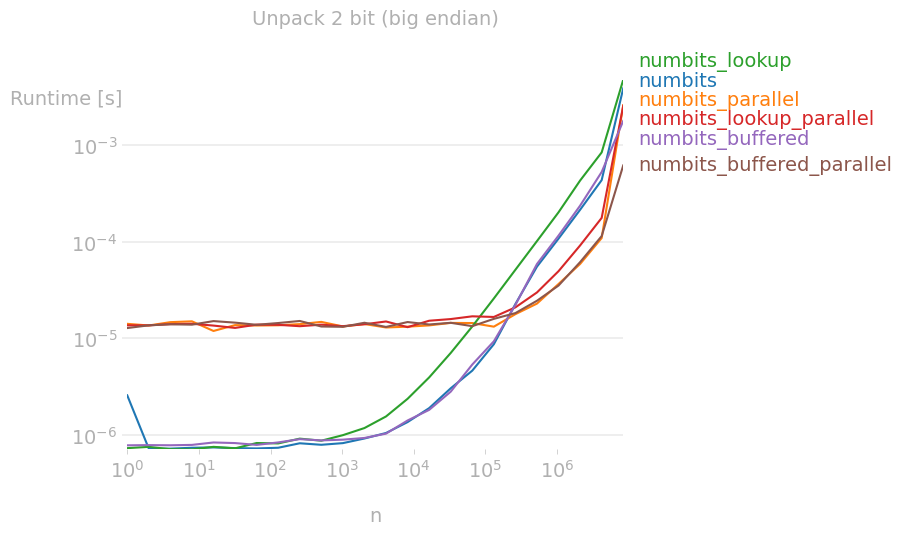 Unpack 2 bit (big endian)
Runtime [s]
numbits_lookup
numbits
numbits_parallel
numbits_lookup_parallel
numbits_buffered
numbits_buffered_parallel
10⁻³
10⁻⁴
10⁻⁵
10⁻⁶
10⁰ 10¹ 10² 10³ 10⁴ 10⁵ 10⁶
n